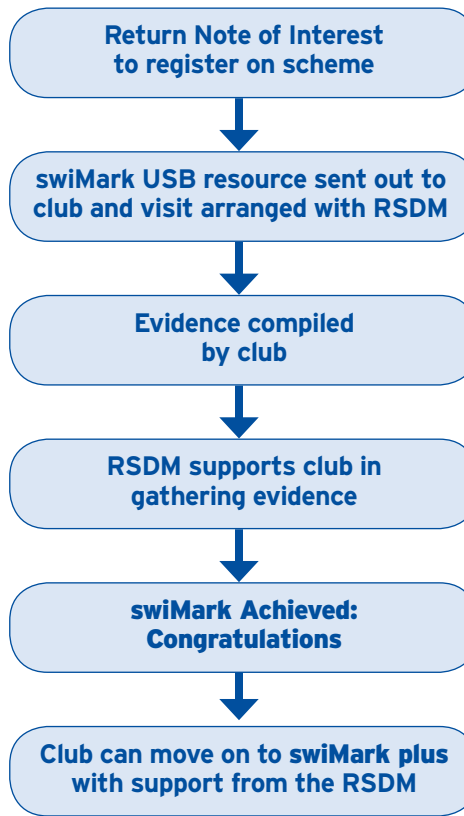 Return Note of Interest
to register on scheme
swiMark USB resource sent out to
club and visit arranged with RSDM
Evidence compiled
by club
RSDM supports club in
gathering evidence
swiMark Achieved:
Congratulations
Club can move on to swiMark plus
with support from the RSDM